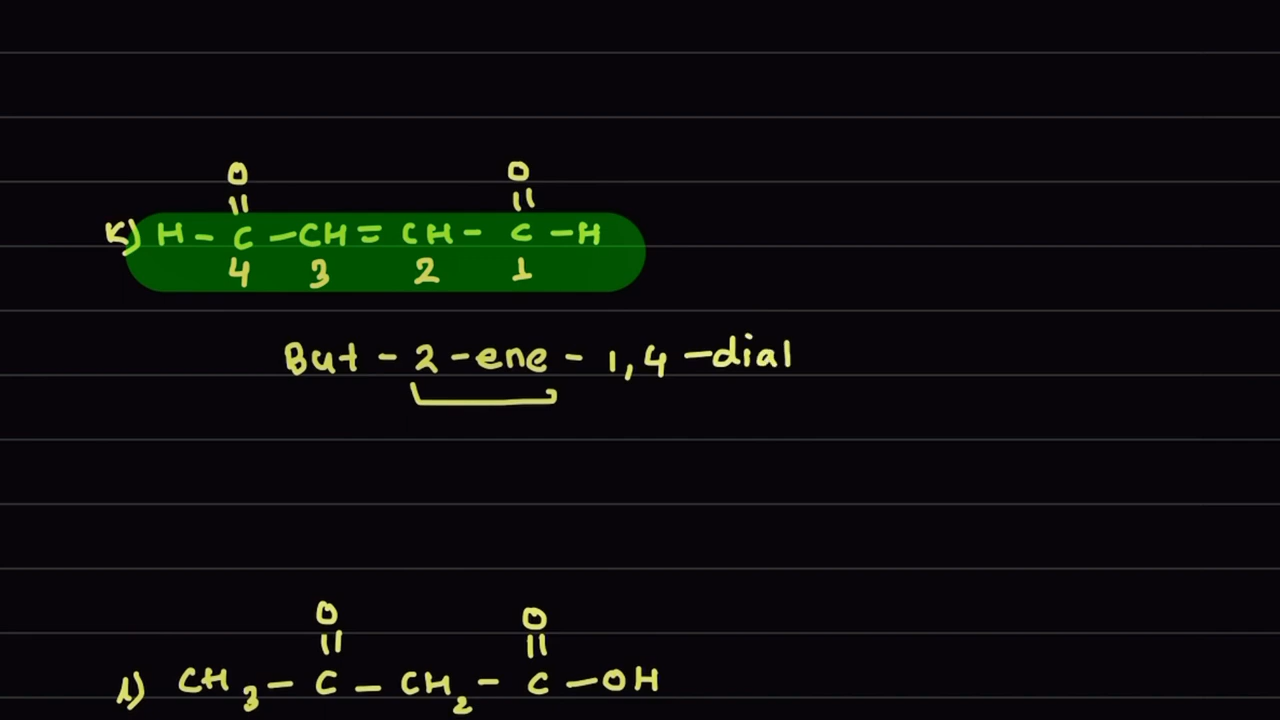 O O
|| ||
K) H - C - CH = CH - C - H
4 3 2 1
But - 2 - ene - 1, 4 - dial
O O
|| ||
l) CH₃ - C - CH₂ - C - OH